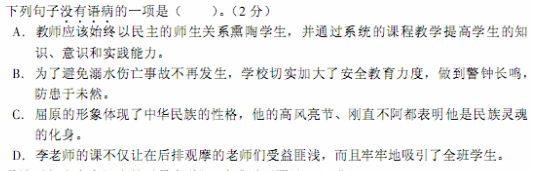 下列句子没有语病的一项是（　　）。（2 分）
A．教师应该始终以民主的师生关系熏陶学生，并通过系统的课程教学提高学生的知
识、意识和实践能力。
B．为了避免溺水伤亡事故不再发生，学校切实加大了安全教育力度，做到警钟长鸣，
防患于未然。
C．屈原的形象体现了中华民族的性格，他的高风亮节、刚直不阿都表明他是民族灵魂
的化身。
D．李老师的课不仅让在后排观摩的老师们受益匪浅，而且牢牢地吸引了全班学生。